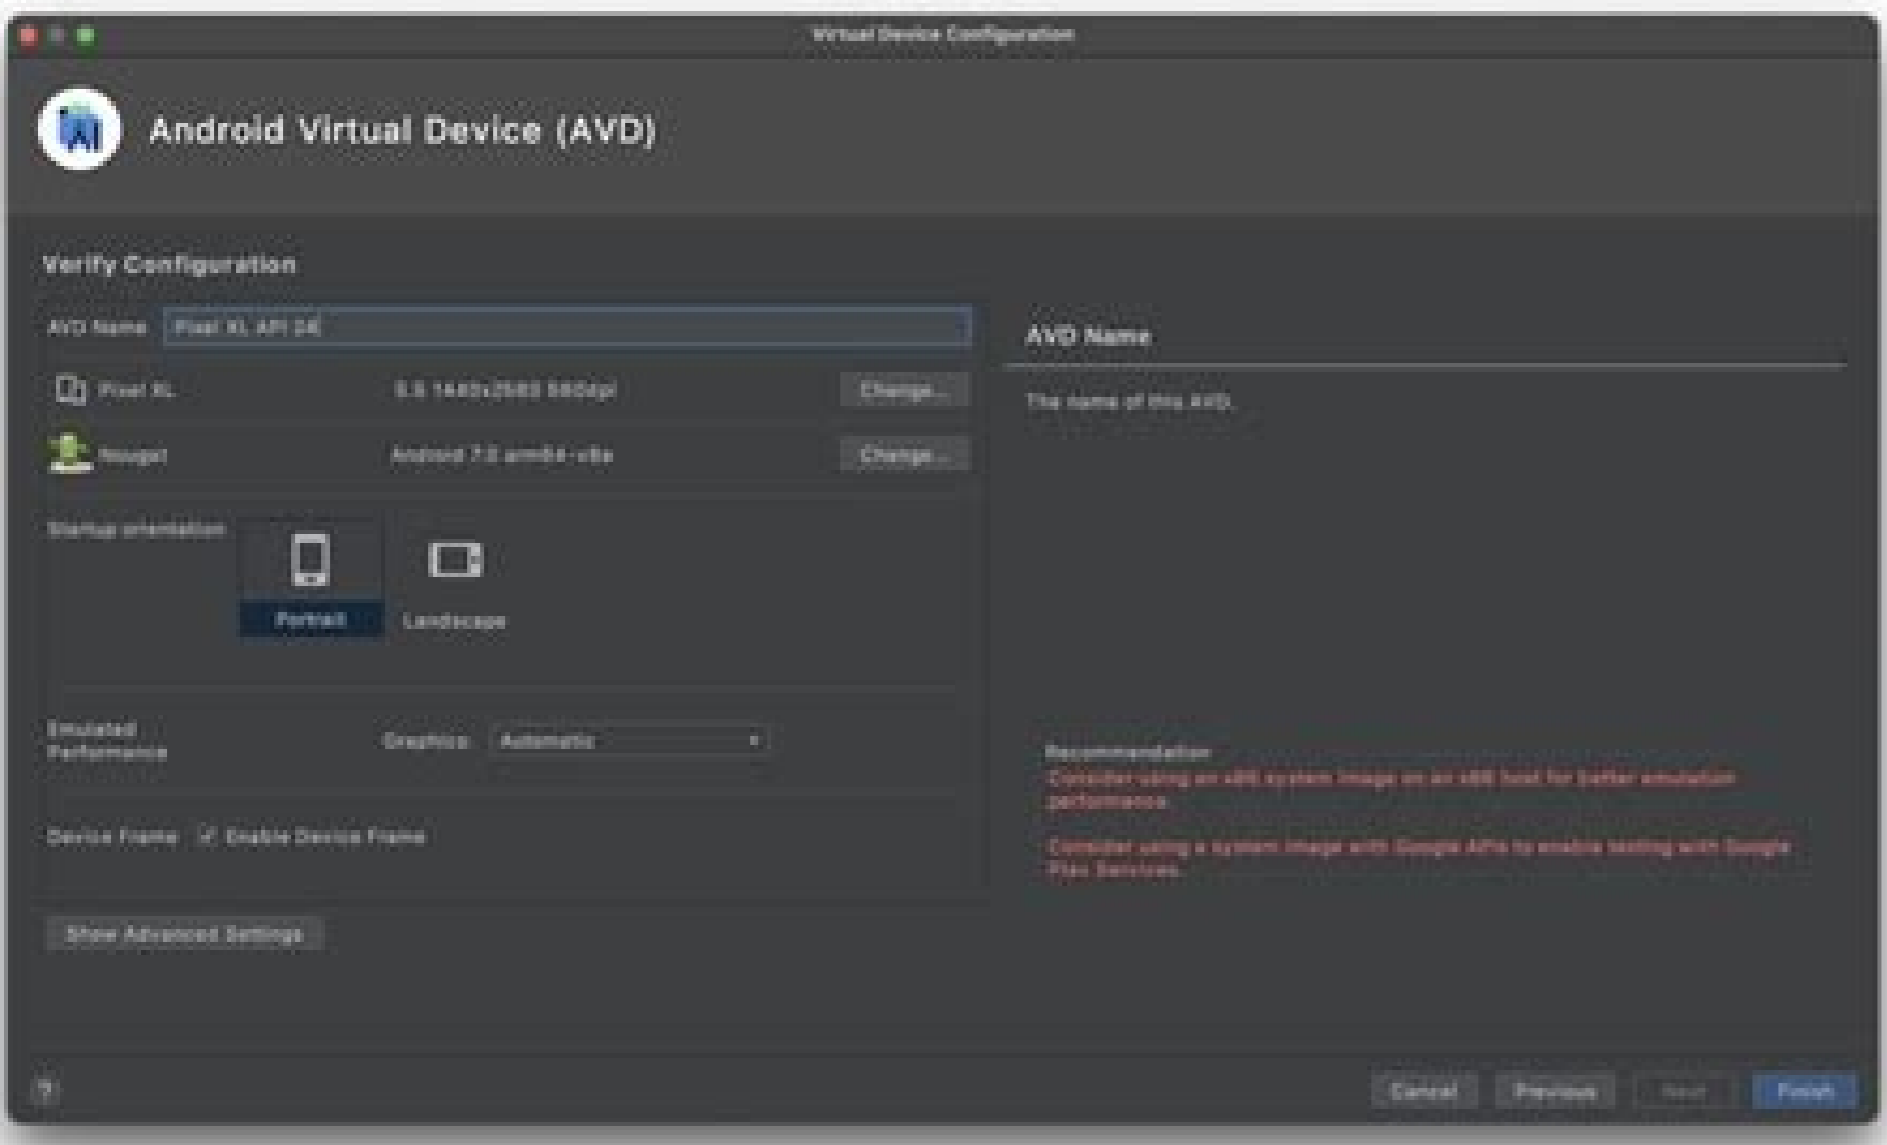 Virtual Device Configuration
Android Virtual Device (AVD)
Verify Configuration
AVD Name Pixel XL API 24
AVD Name
Pixel XL 5.5 1440x2560 560dpi Change...
The name of this AVD.
Nougat Android 7.0 arm64-v8a Change...
Startup orientation
Portrait Landscape
Emulated
Performance
Graphics: Automatic
Recommendation
Consider using an x86 system image on an x86 host for better emulation
performance.
Device Frame Enable Device Frame
Consider using a system image with Google APIs to enable testing with Google
Play Services.
Show Advanced Settings
? Cancel Previous Next Finish